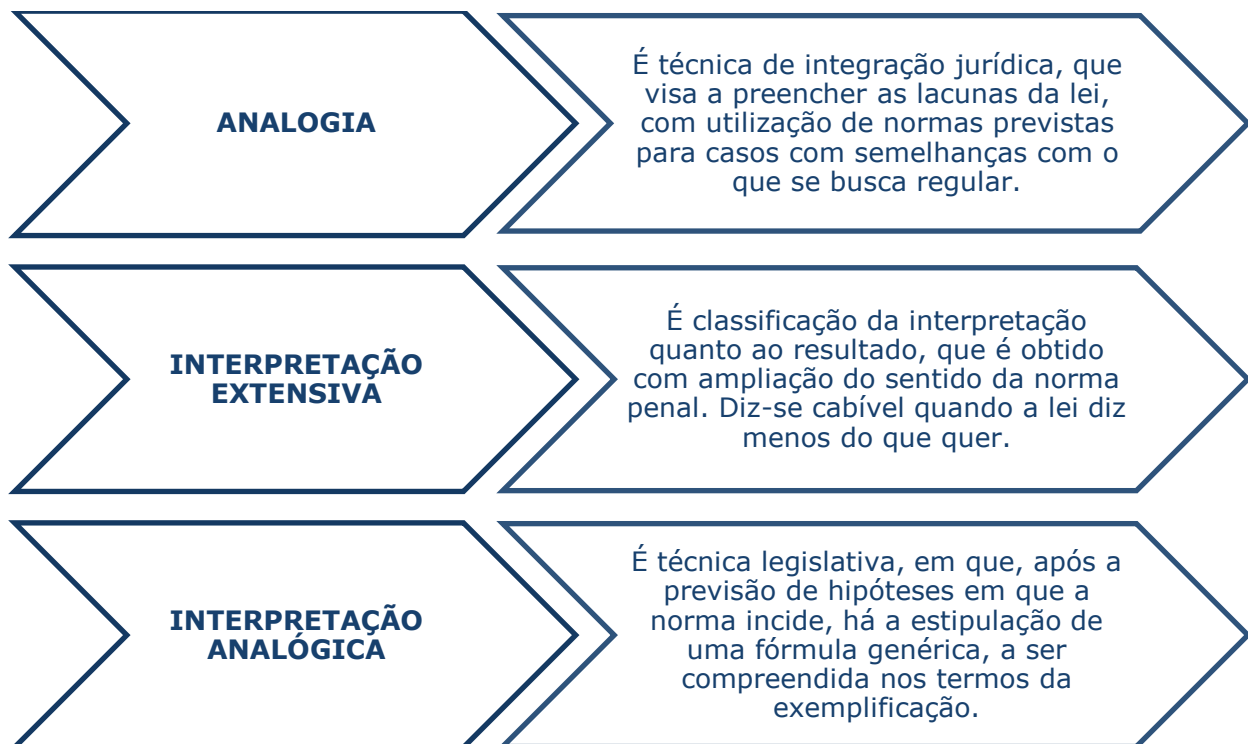 ANALOGIA
É técnica de integração jurídica, que
visa a preencher as lacunas da lei,
com utilização de normas previstas
para casos com semelhanças com o
que se busca regular.
INTERPRETAÇÃO
EXTENSIVA
É classificação da interpretação
quanto ao resultado, que é obtido
com ampliação do sentido da norma
penal. Diz-se cabível quando a lei diz
menos do que quer.
INTERPRETAÇÃO
ANALÓGICA
É técnica legislativa, em que, após a
previsão de hipóteses em que a
norma incide, há a estipulação de
uma fórmula genérica, a ser
compreendida nos termos da
exemplificação.